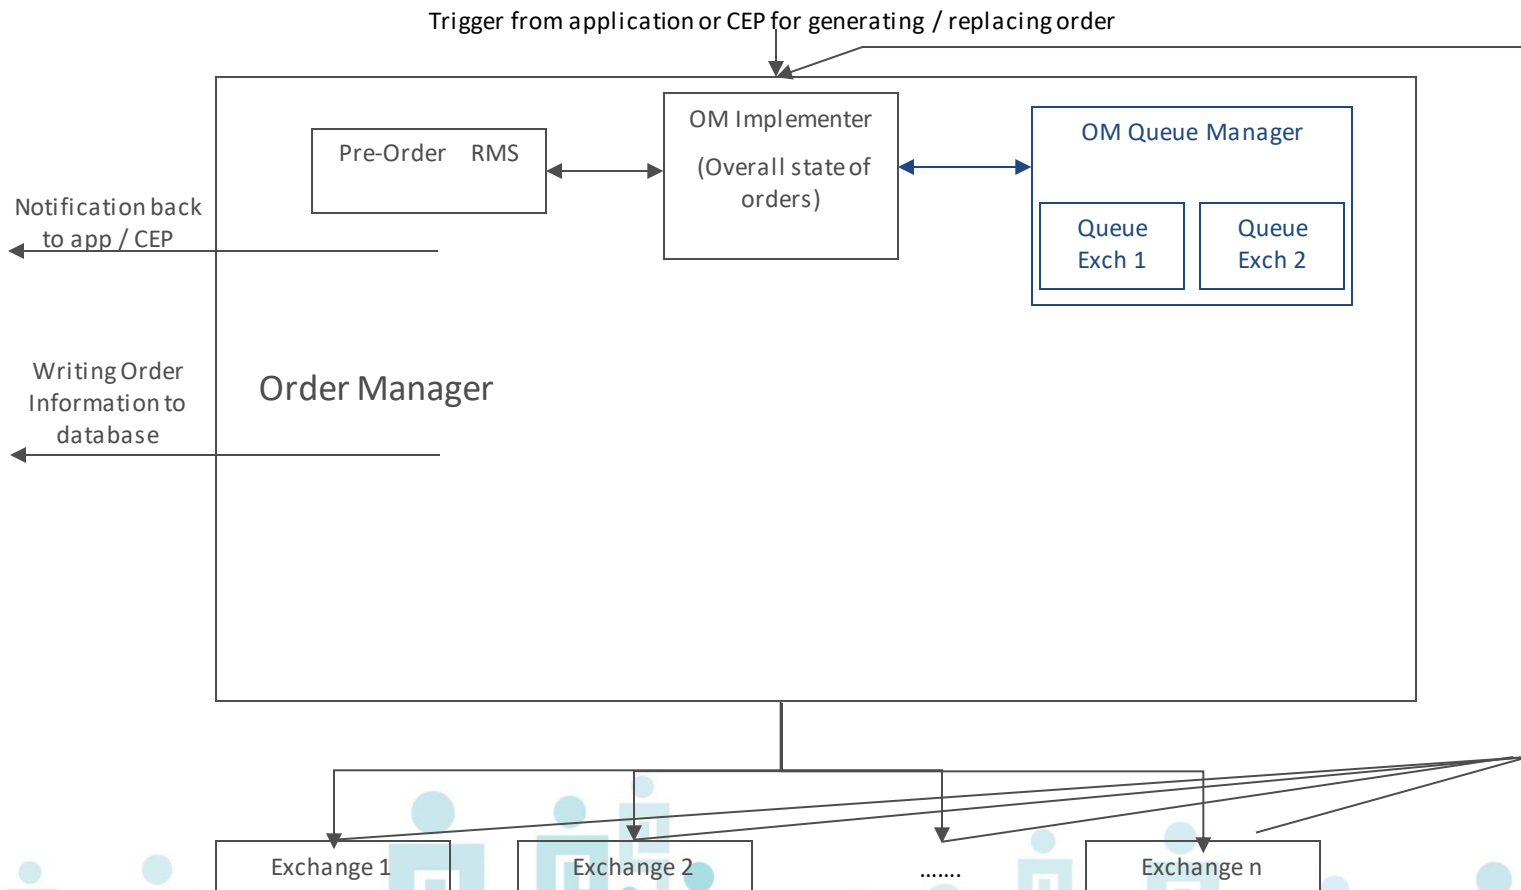 Trigger from application or CEP for generating / replacing order
OM Implementer
(Overall state of
orders)
Pre-Order RMS
OM Queue Manager
Queue
Exch 1
Queue
Exch 2
Notification back
to app / CEP
Writing Order
Information to
database
Order Manager
Exchange 1
Exchange 2
.......
Exchange n